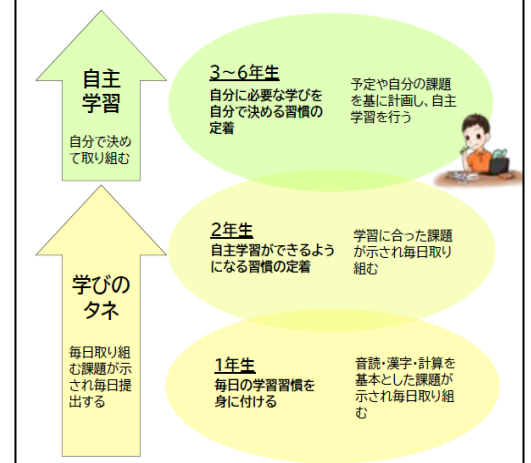 自主
学習
自分で決め
て取り組む
3～6年生
自分に必要な学びを
自分で決める習慣の
定着
予定や自分の課題
を基に計画し、自主
学習を行う
2年生
自主学習ができるよう
になる習慣の定着
学習に合った課題
が示され毎日取り
組む
学びの
タネ
毎日取り組
む課題が示
され毎日提
出する
1年生
毎日の学習習慣を
身に付ける
音読・漢字・計算を
基本とした課題が
示され毎日取り組
む